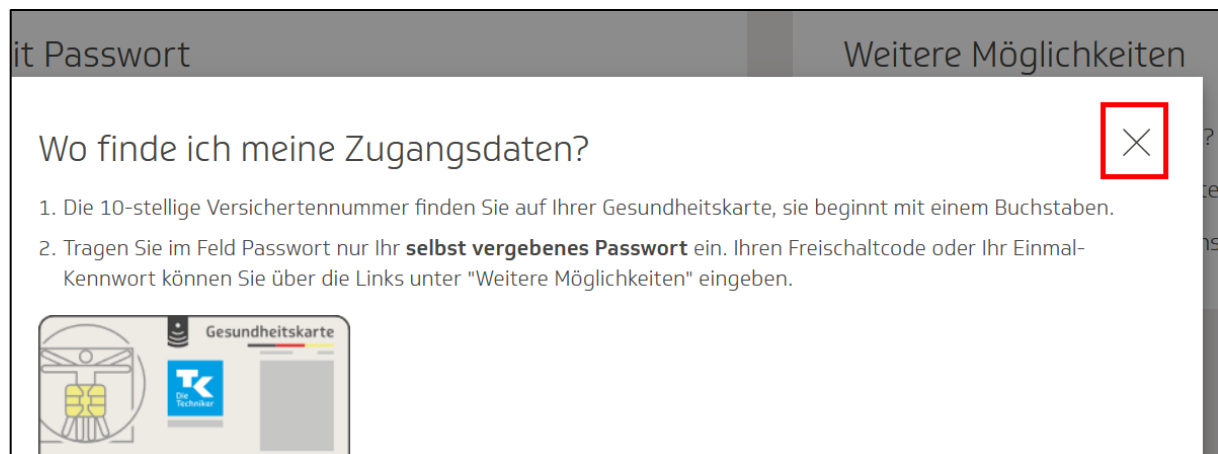 it Passwort
Weitere Möglichkeiten
Wo finde ich meine Zugangsdaten?
?
1. Die 10-stellige Versichertennummer finden Sie auf Ihrer Gesundheitskarte, sie beginnt mit einem Buchstaben.
te
2. Tragen Sie im Feld Passwort nur Ihr selbst vergebenes Passwort ein. Ihren Freischaltcode oder Ihr Einmal-
ns
Kennwort können Sie über die Links unter "Weitere Möglichkeiten" eingeben.
Gesundheitskarte
TK
Die
Techniker